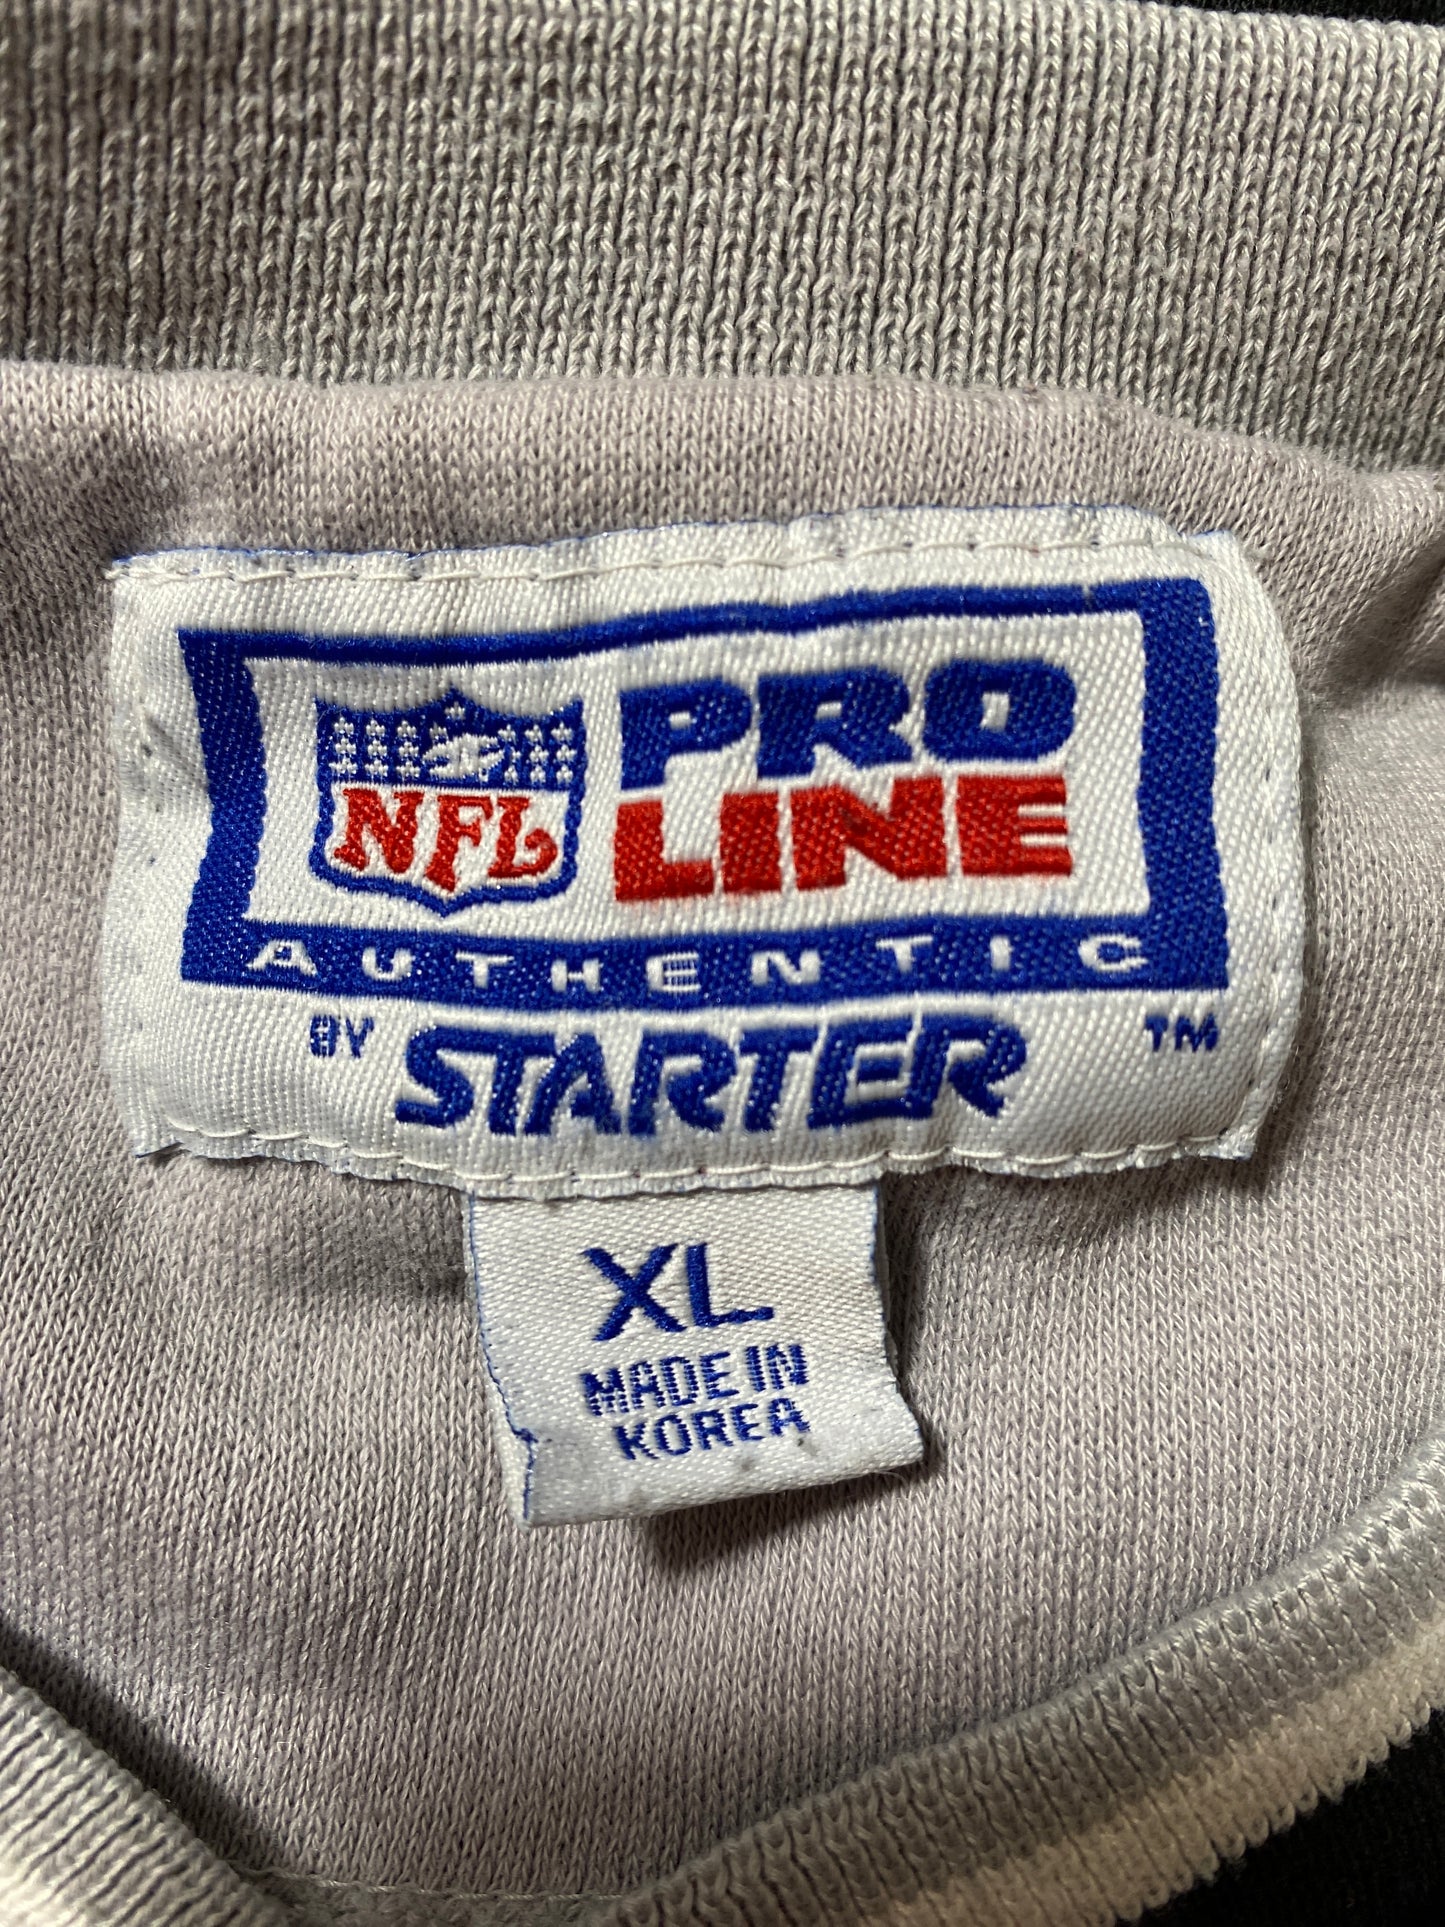 NFL
PRO
LINE
AUTHENTIC
BY STARTER TM
XL
MADE IN
KOREA